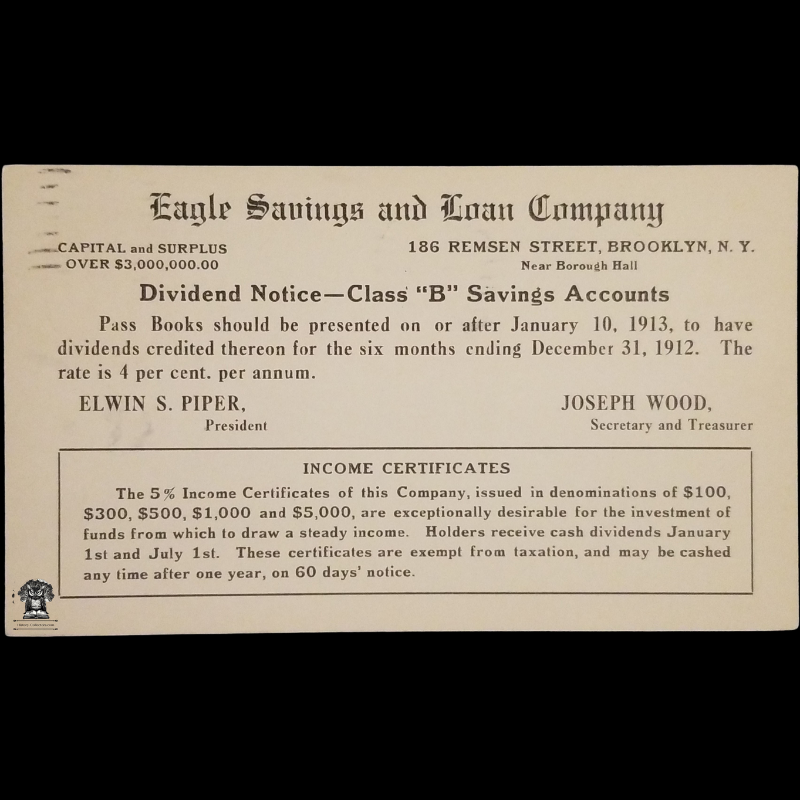 Eagle Savings and Loan Company
CAPITAL and SURPLUS
OVER $3,000,000.00
186 REMSEN STREET, BROOKLYN, N. Y.
Near Borough Hall
Dividend Notice—Class "B" Savings Accounts
Pass Books should be presented on or after January 10, 1913, to have
dividends credited thereon for the six months ending December 31, 1912. The
rate is 4 per cent. per annum.
ELWIN S. PIPER,
President
JOSEPH WOOD,
Secretary and Treasurer
INCOME CERTIFICATES
The 5% Income Certificates of this Company, issued in denominations of $100,
$300, $500, $1,000 and $5,000, are exceptionally desirable for the investment of
funds from which to draw a steady income. Holders receive cash dividends January
1st and July 1st. These certificates are exempt from taxation, and may be cashed
any time after one year, on 60 days' notice.